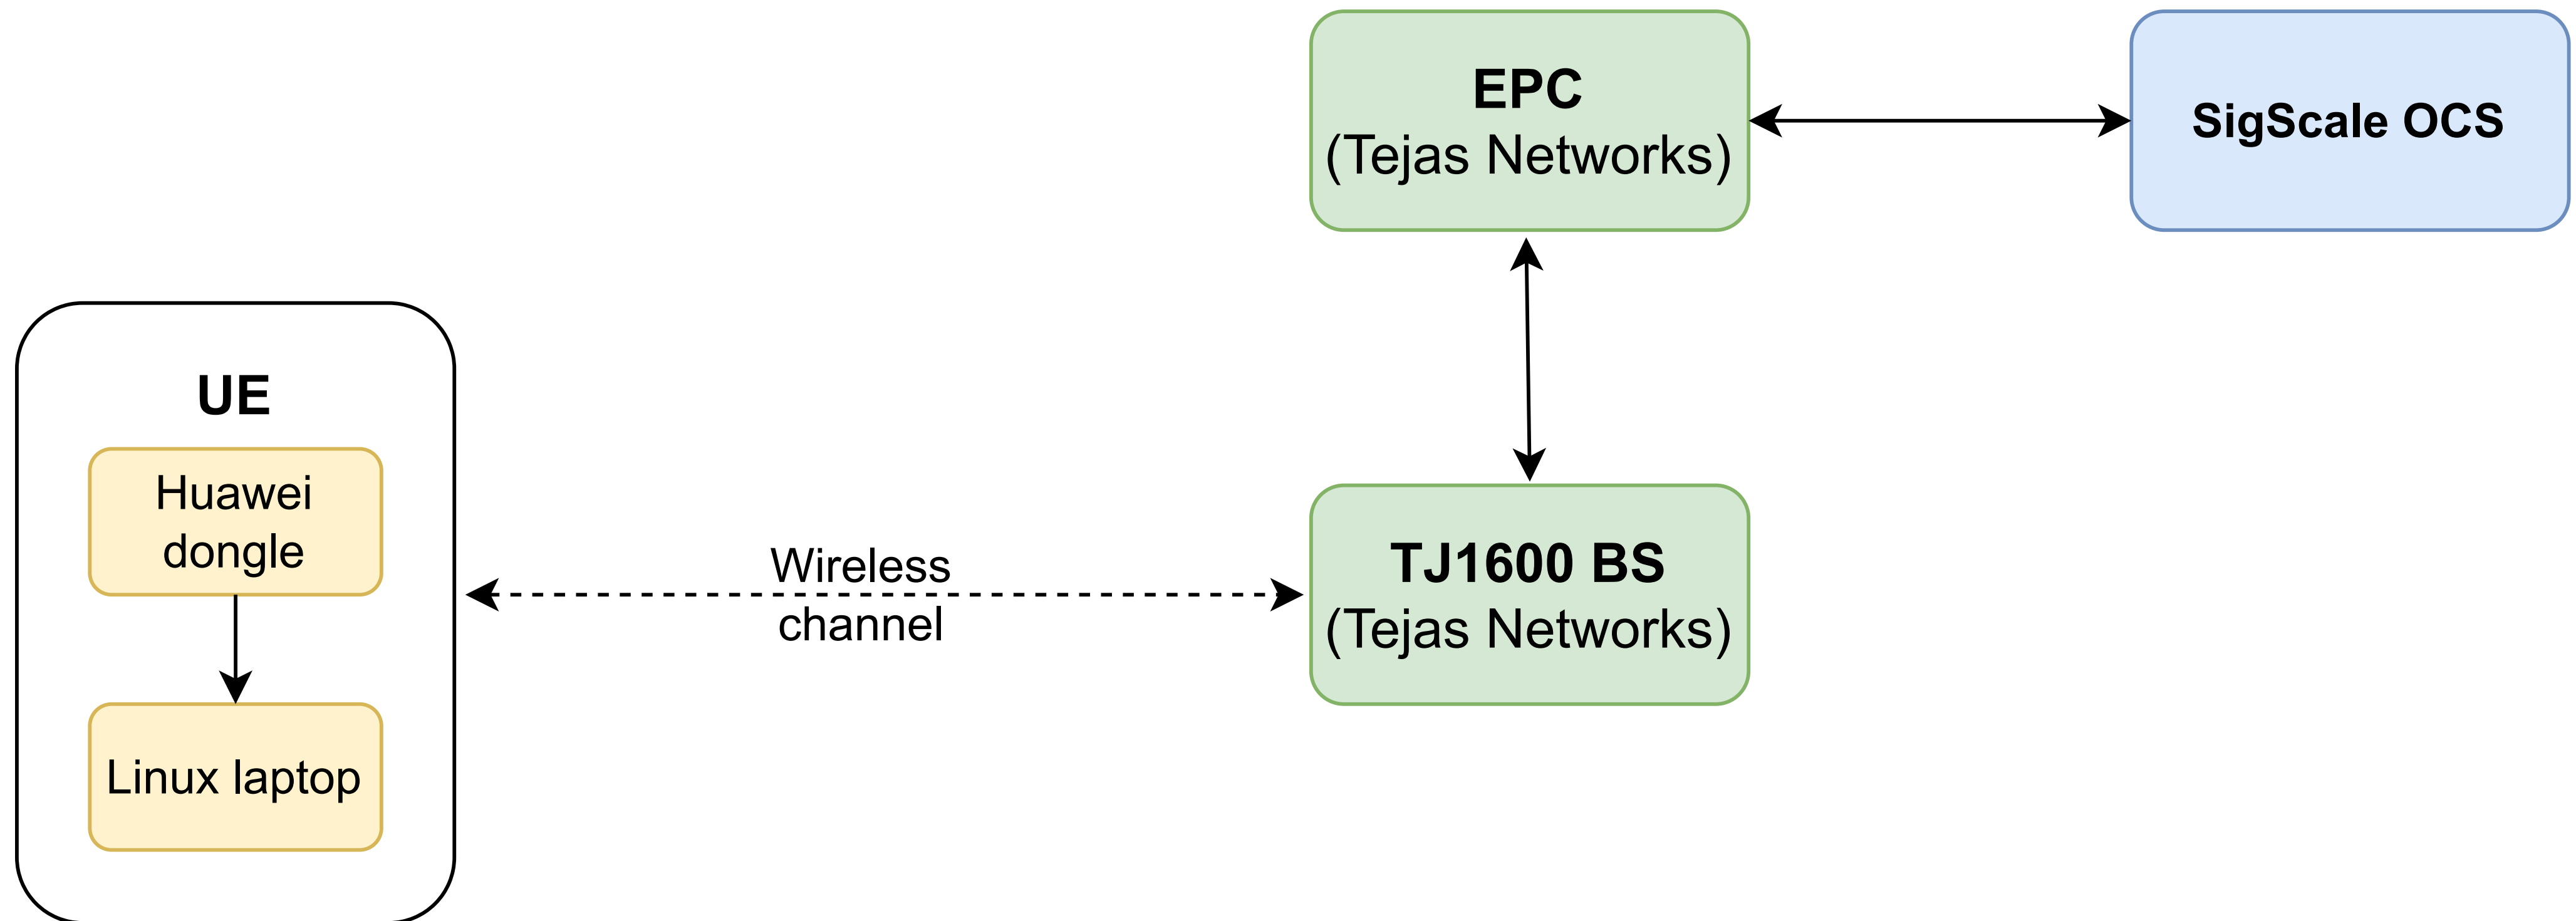 EPC
(Tejas Networks)
SigScale OCS
UE
Huawei
dongle
Linux laptop
Wireless
channel
TJ1600 BS
(Tejas Networks)